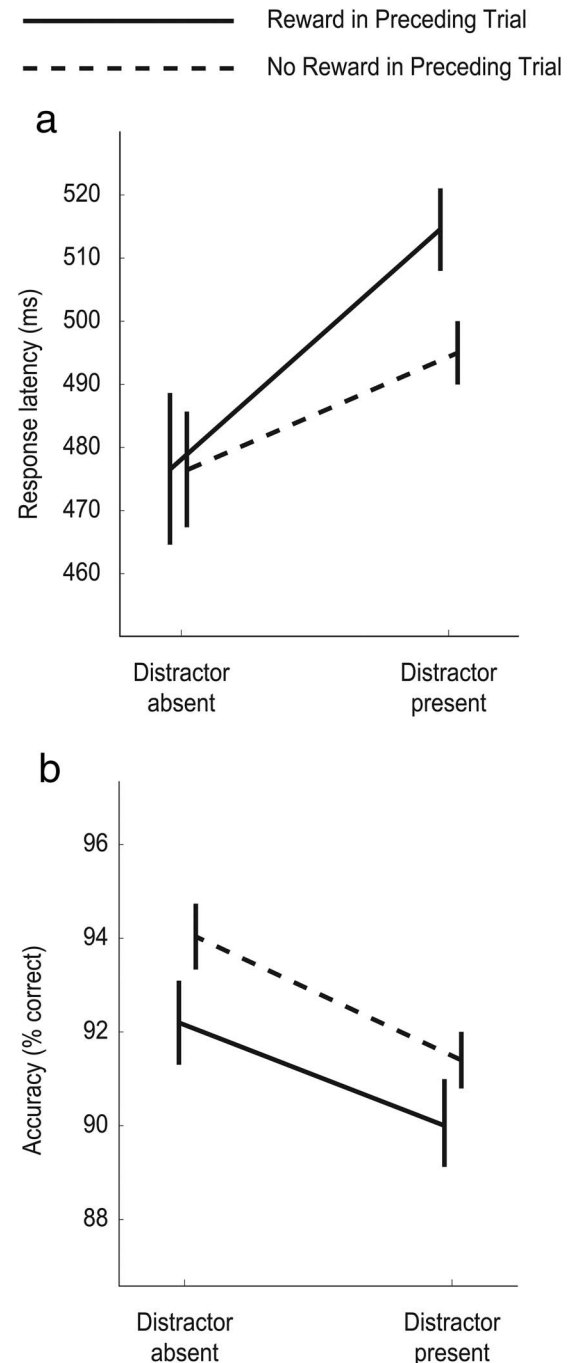 Reward in Preceding Trial
No Reward in Preceding Trial
a
520
510
500
490
480
470
460
Response latency (ms)
Distractor
absent
Distractor
present
b
96
94
92
90
88
Accuracy (% correct)
Distractor
absent
Distractor
present